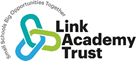 Small Schools Big Opportunities Together
Link
Academy
Trust